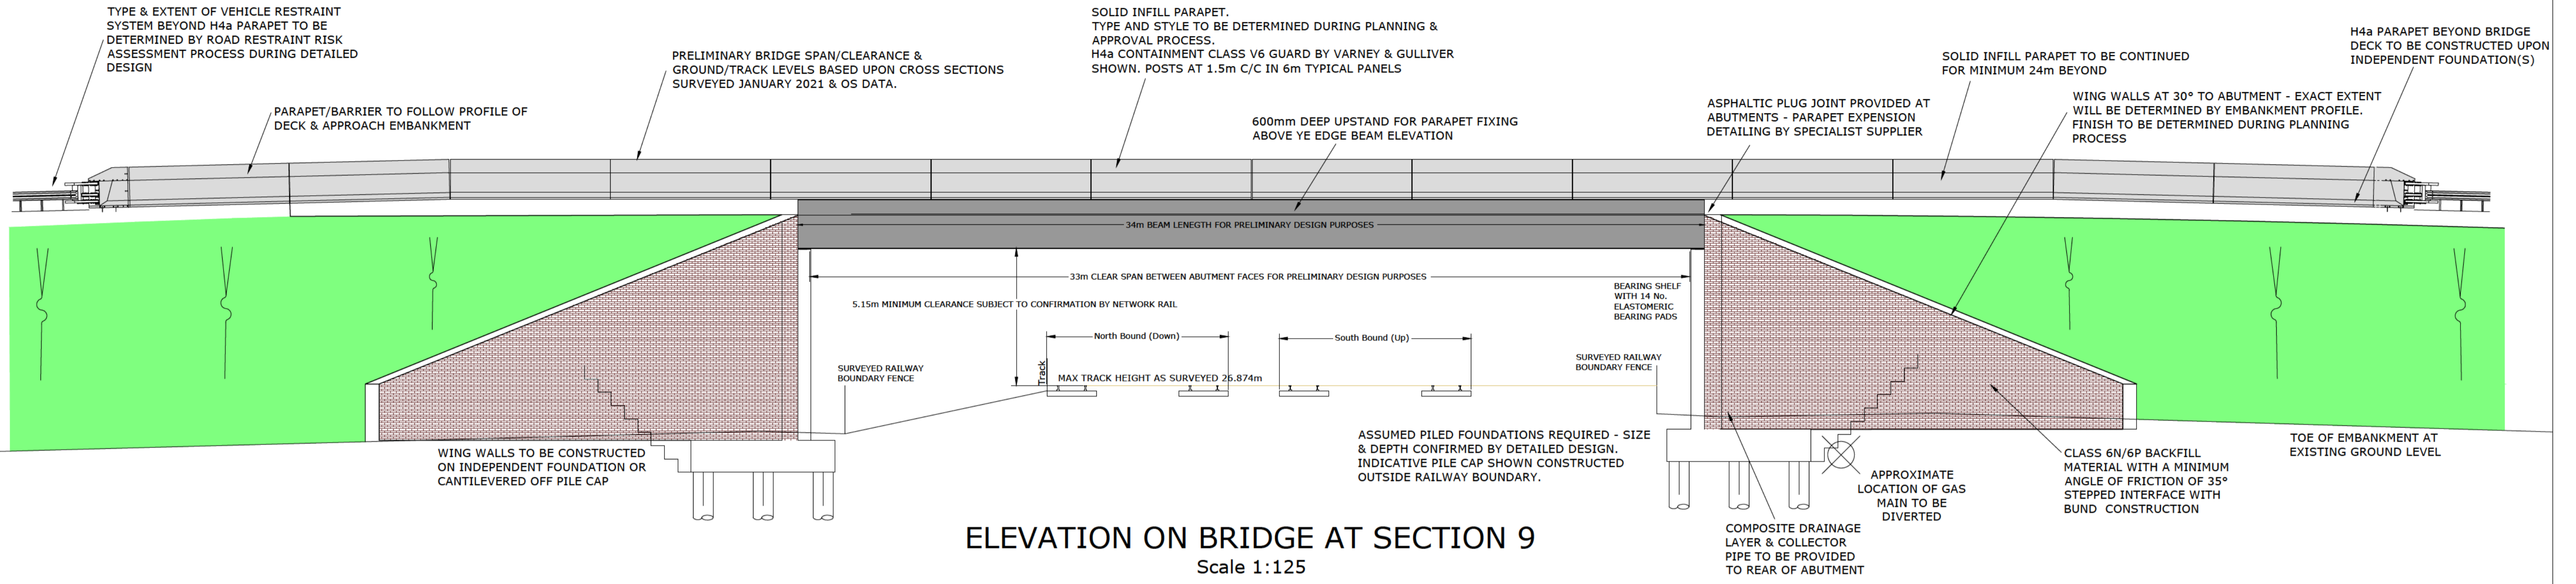 TYPE & EXTENT OF VEHICLE RESTRAINT
SYSTEM BEYOND H4a PARAPET TO BE
DETERMINED BY ROAD RESTRAINT RISK
ASSESSMENT PROCESS DURING DETAILED
DESIGN
PARAPET/BARRIER TO FOLLOW PROFILE OF
DECK & APPROACH EMBANKMENT
PRELIMINARY BRIDGE SPAN/CLEARANCE &
GROUND/TRACK LEVELS BASED UPON CROSS SECTIONS
SURVEYED JANUARY 2021 & OS DATA.
SOLID INFILL PARAPET.
TYPE AND STYLE TO BE DETERMINED DURING PLANNING &
APPROVAL PROCESS.
H4a CONTAINMENT CLASS V6 GUARD BY VARNEY & GULLIVER
SHOWN. POSTS AT 1.5m C/C IN 6m TYPICAL PANELS
600mm DEEP UPSTAND FOR PARAPET FIXING
ABOVE YE EDGE BEAM ELEVATION
ASPHALTIC PLUG JOINT PROVIDED AT
ABUTMENTS - PARAPET EXPENSION
DETAILING BY SPECIALIST SUPPLIER
SOLID INFILL PARAPET TO BE CONTINUED
FOR MINIMUM 24m BEYOND
WING WALLS AT 30° TO ABUTMENT - EXACT EXTENT
WILL BE DETERMINED BY EMBANKMENT PROFILE.
FINISH TO BE DETERMINED DURING PLANNING
PROCESS
H4a PARAPET BEYOND BRIDGE
DECK TO BE CONSTRUCTED UPON
INDEPENDENT FOUNDATION(S)
34m BEAM LENEGTH FOR PRELIMINARY DESIGN PURPOSES
33m CLEAR SPAN BETWEEN ABUTMENT FACES FOR PRELIMINARY DESIGN PURPOSES
5.15m MINIMUM CLEARANCE SUBJECT TO CONFIRMATION BY NETWORK RAIL
BEARING SHELF
WITH 14 No.
ELASTOMERIC
BEARING PADS
North Bound (Down)
South Bound (Up)
Track
MAX TRACK HEIGHT AS SURVEYED 26.874m
SURVEYED RAILWAY
BOUNDARY FENCE
SURVEYED RAILWAY
BOUNDARY FENCE
WING WALLS TO BE CONSTRUCTED
ON INDEPENDENT FOUNDATION OR
CANTILEVERED OFF PILE CAP
ASSUMED PILED FOUNDATIONS REQUIRED - SIZE
& DEPTH CONFIRMED BY DETAILED DESIGN.
INDICATIVE PILE CAP SHOWN CONSTRUCTED
OUTSIDE RAILWAY BOUNDARY.
APPROXIMATE
LOCATION OF GAS
MAIN TO BE
DIVERTED
CLASS 6N/6P BACKFILL
MATERIAL WITH A MINIMUM
ANGLE OF FRICTION OF 35°
STEPPED INTERFACE WITH
BUND CONSTRUCTION
TOE OF EMBANKMENT AT
EXISTING GROUND LEVEL
COMPOSITE DRAINAGE
LAYER & COLLECTOR
PIPE TO BE PROVIDED
TO REAR OF ABUTMENT
ELEVATION ON BRIDGE AT SECTION 9
Scale 1:125